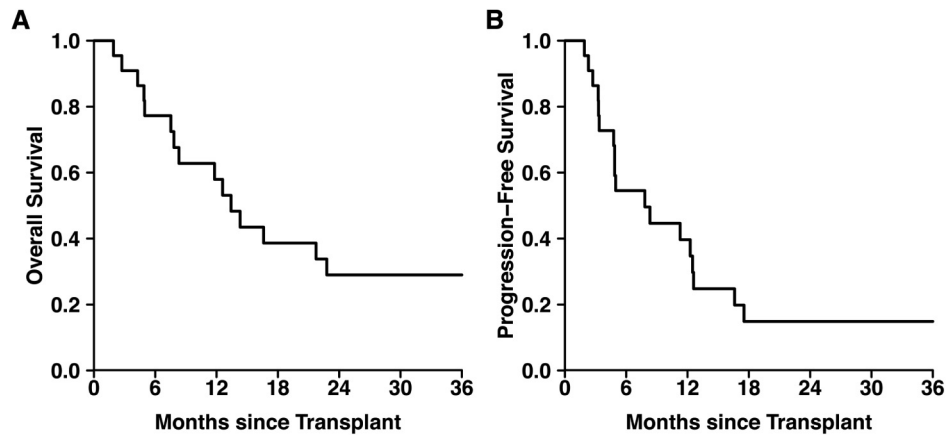 A
Overall Survival
1.0
0.8
0.6
0.4
0.2
0.0
0 6 12 18 24 30 36
Months since Transplant
B
Progression–Free Survival
1.0
0.8
0.6
0.4
0.2
0.0
0 6 12 18 24 30 36
Months since Transplant